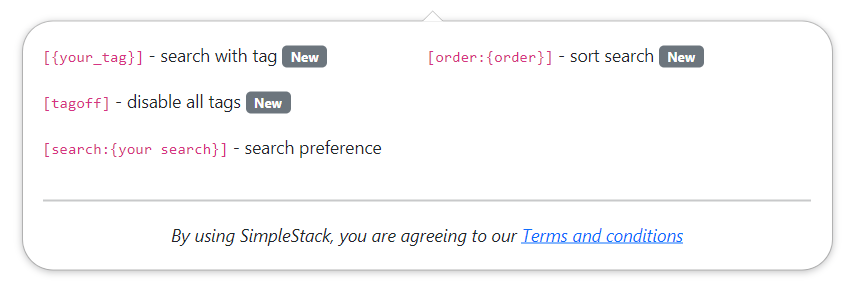 [{your_tag}] - search with tag New [order:{order}] - sort search New
[tagoff] - disable all tags New
[search:{your search}] - search preference
By using SimpleStack, you are agreeing to our Terms and conditions